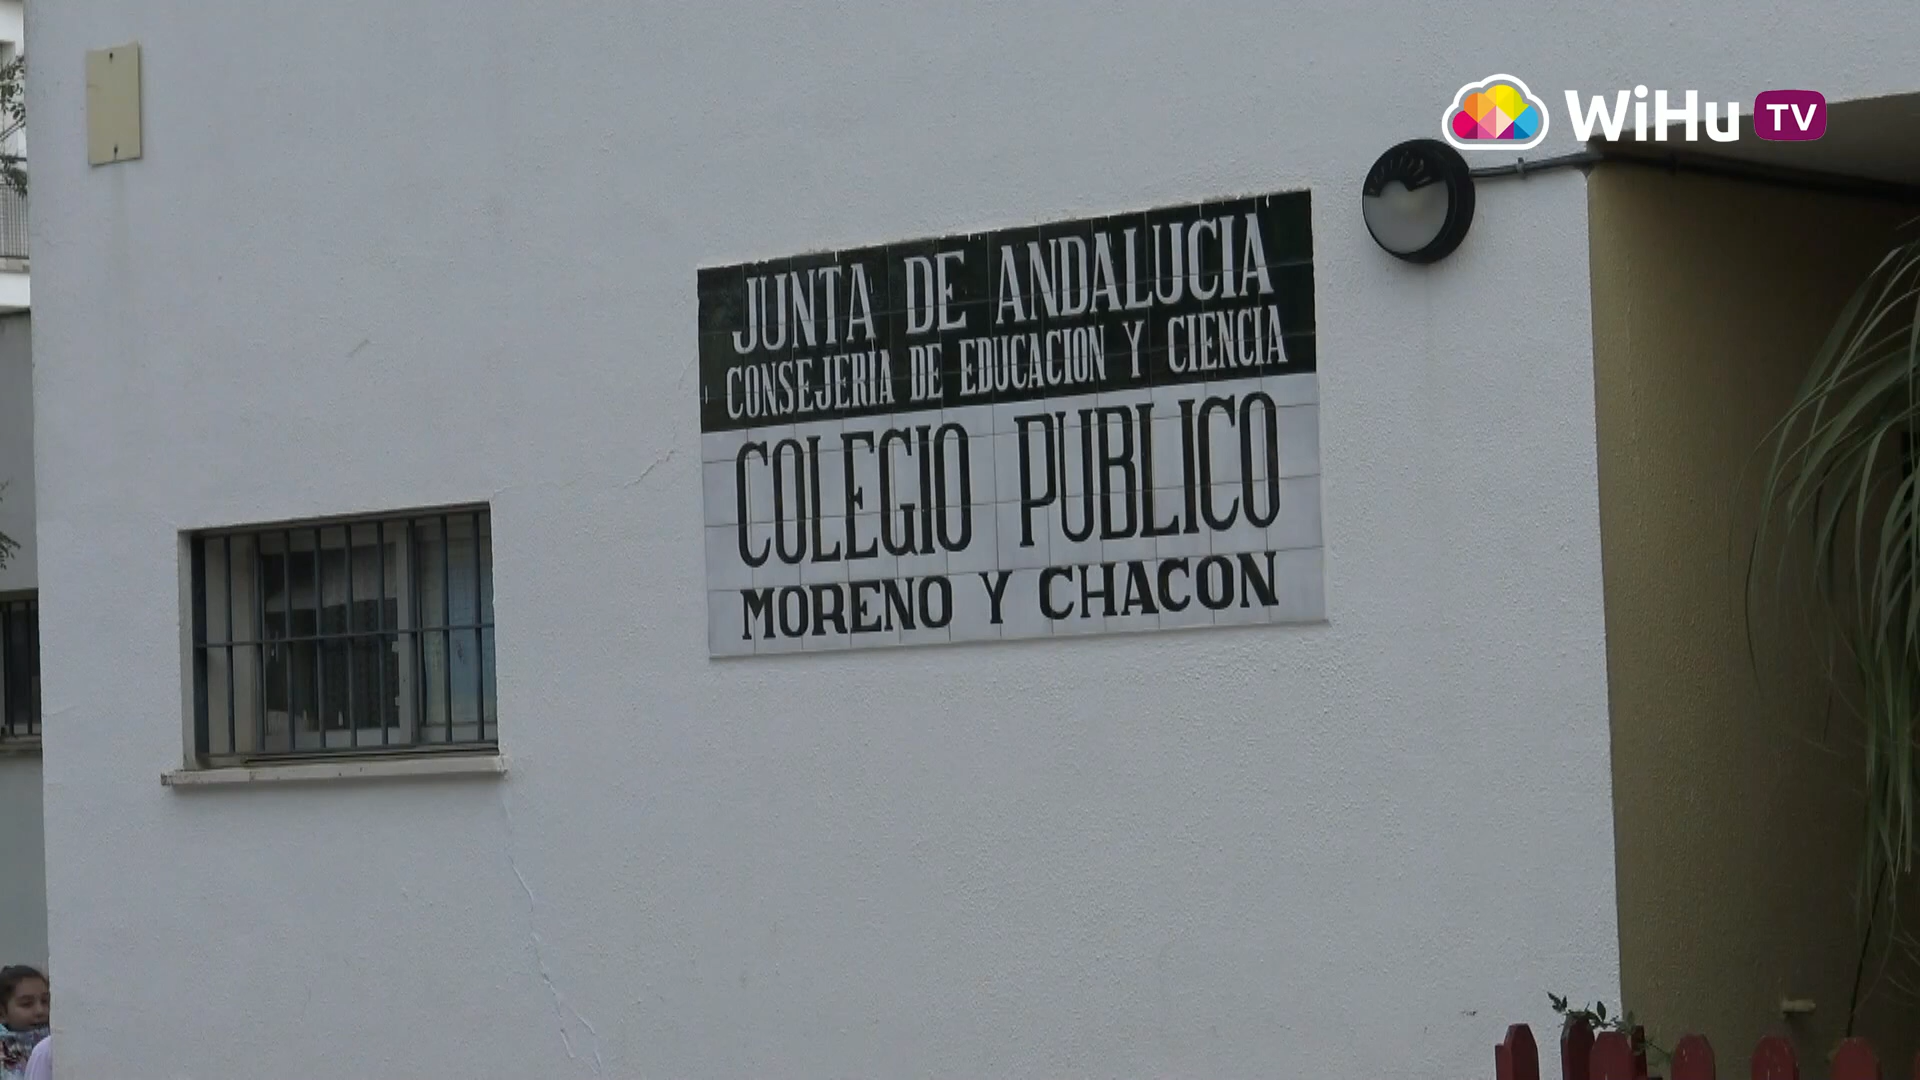 WiHu TV
JUNTA DE ANDALUCIA
CONSEJERIA DE EDUCACION Y CIENCIA
COLEGIO PUBLICO
MORENO Y CHACON